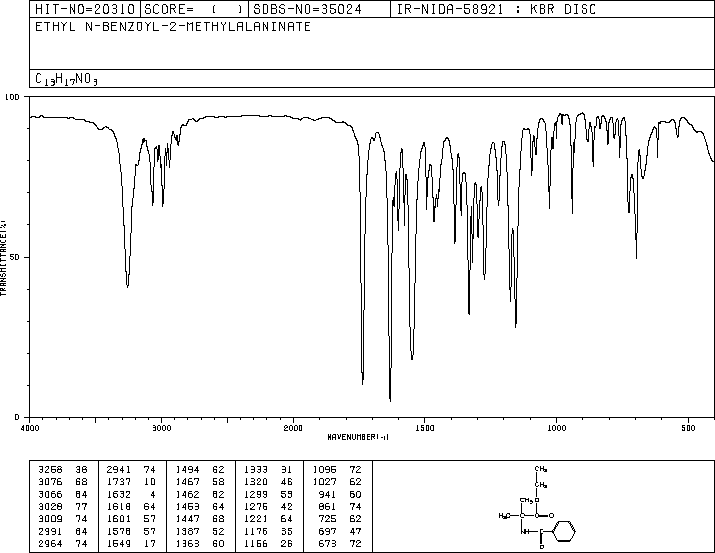 HIT-NO=20310 SCORE= ( ) SDBS-NO=35024 IR-NIDA-58921 : KBR DISC
ETHYL N-BENZOYL-2-METHYLALANINATE
C13H17NO3
100
50
0
TRANSMITTANCE(%)
4000 3000 2000 1500 1000 500
WAVENUMBER(-1)
3268 36 2941 74 1494 62 1333 31 1095 72
3076 68 1737 10 1467 58 1320 46 1027 62
3066 64 1632 4 1462 62 1299 59 941 60
3028 77 1618 64 1453 64 1275 42 861 74
3009 74 1601 57 1447 68 1221 64 725 62
2991 64 1578 57 1387 52 1176 35 697 47
2964 74 1549 17 1363 60 1156 26 673 72
CH3
CH2
O
CH3
H3C C C O
NH C
O